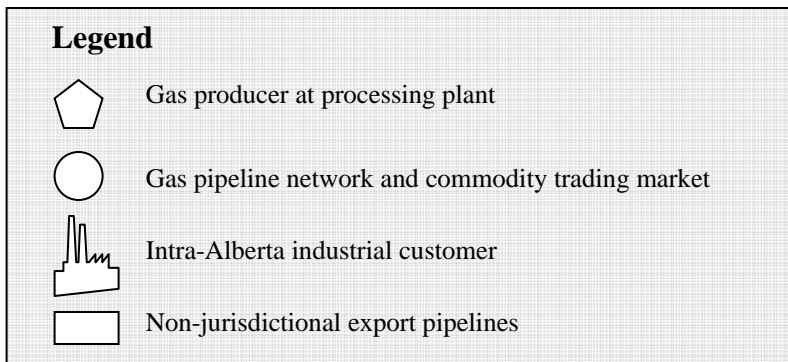 Legend
Gas producer at processing plant
Gas pipeline network and commodity trading market
Intra-Alberta industrial customer
Non-jurisdictional export pipelines